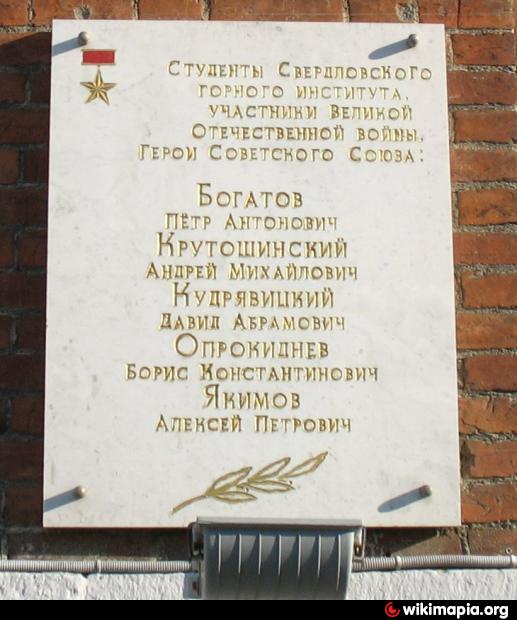 Студенты Свердловского
горного института,
участники Великой
Отечественной войны,
Герои Советского Союза:
Богатов
Пётр Антонович
Крутошинский
Андрей Михайлович
Кудрявицкий
Давид Абрамович
Опрокиднев
Борис Константинович
Якимов
Алексей Петрович
wikimapia.org